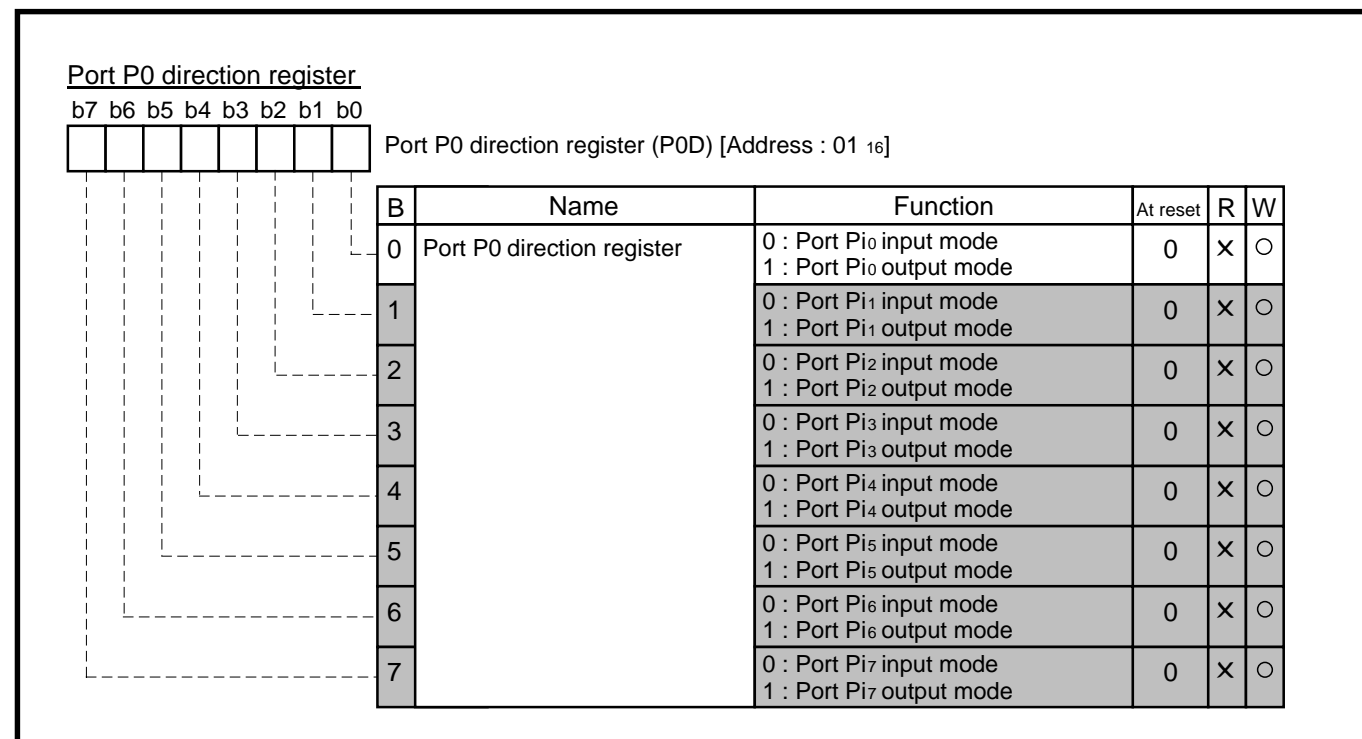 Port P0 direction register
b7 b6 b5 b4 b3 b2 b1 b0
Port P0 direction register (P0D) [Address : 01 16]
B Name Function At reset R W
0 Port P0 direction register 0 : Port Pi0 input mode 0 × ○
1 : Port Pi0 output mode
1 0 : Port Pi1 input mode 0 × ○
1 : Port Pi1 output mode
2 0 : Port Pi2 input mode 0 × ○
1 : Port Pi2 output mode
3 0 : Port Pi3 input mode 0 × ○
1 : Port Pi3 output mode
4 0 : Port Pi4 input mode 0 × ○
1 : Port Pi4 output mode
5 0 : Port Pi5 input mode 0 × ○
1 : Port Pi5 output mode
6 0 : Port Pi6 input mode 0 × ○
1 : Port Pi6 output mode
7 0 : Port Pi7 input mode 0 × ○
1 : Port Pi7 output mode